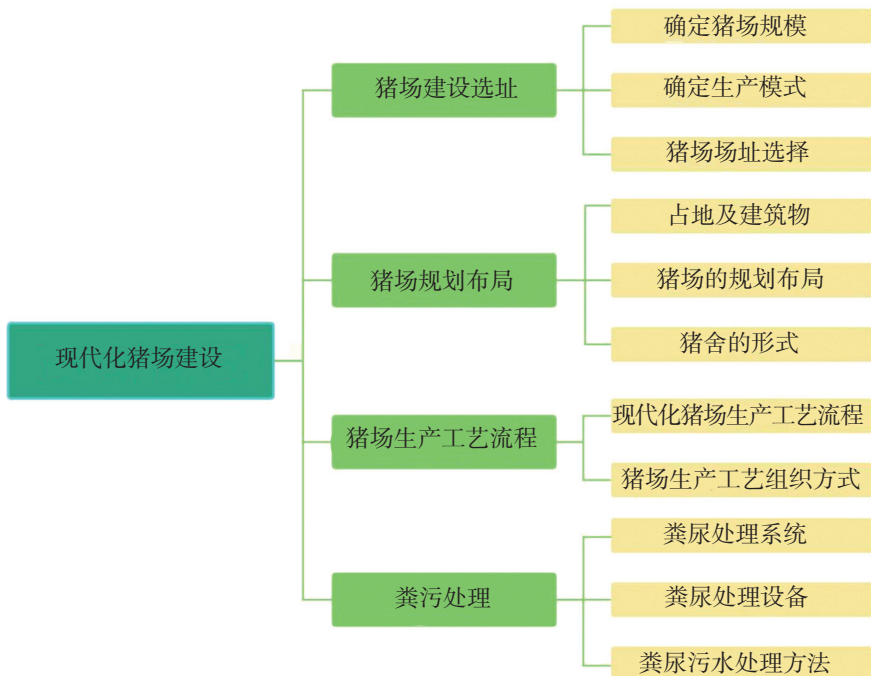 现代化猪场建设
猪场建设选址
确定猪场规模
确定生产模式
猪场场址选择
猪场规划布局
占地及建筑物
猪场的规划布局
猪舍的形式
猪场生产工艺流程
现代化猪场生产工艺流程
猪场生产工艺组织方式
粪污处理
粪尿处理系统
粪尿处理设备
粪尿污水处理方法